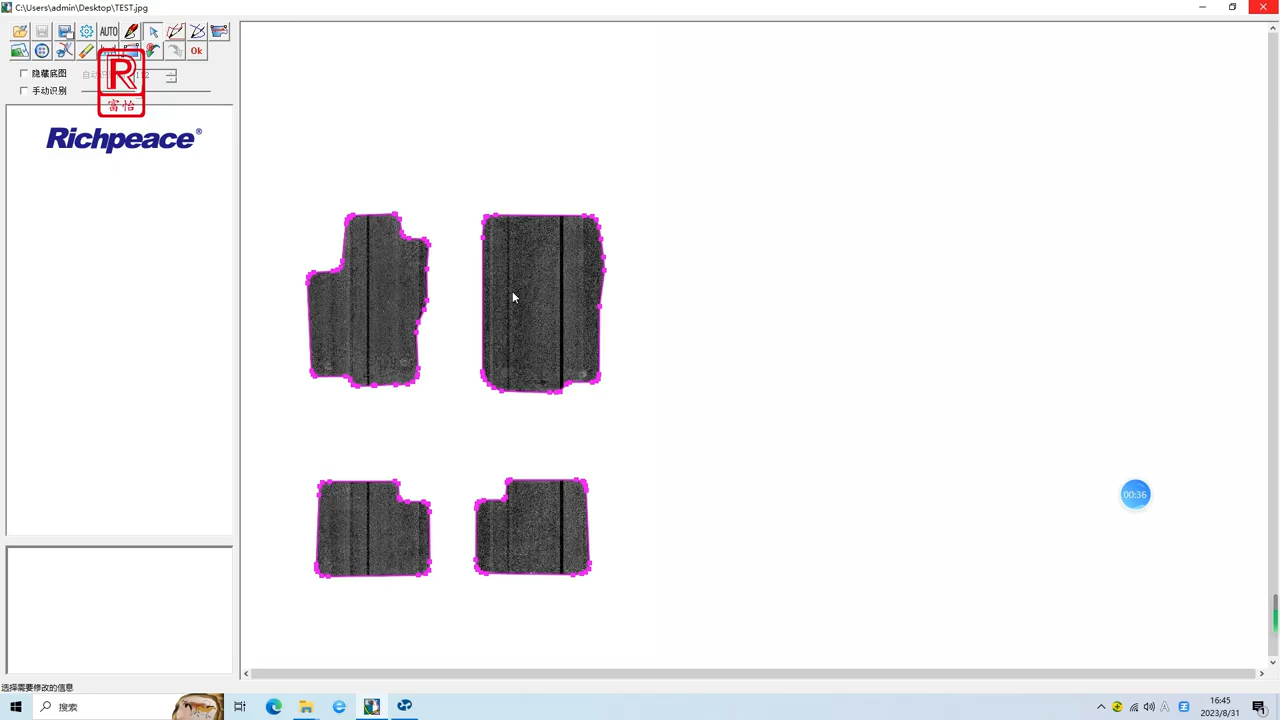 C:\Users\admin\Desktop\TEST.jpg
AUTO
Ok
隐藏底图
手动识别
R
富怡
Richpeace®
00:36
选择需要修改的信息
搜索
16:45
2023/8/31